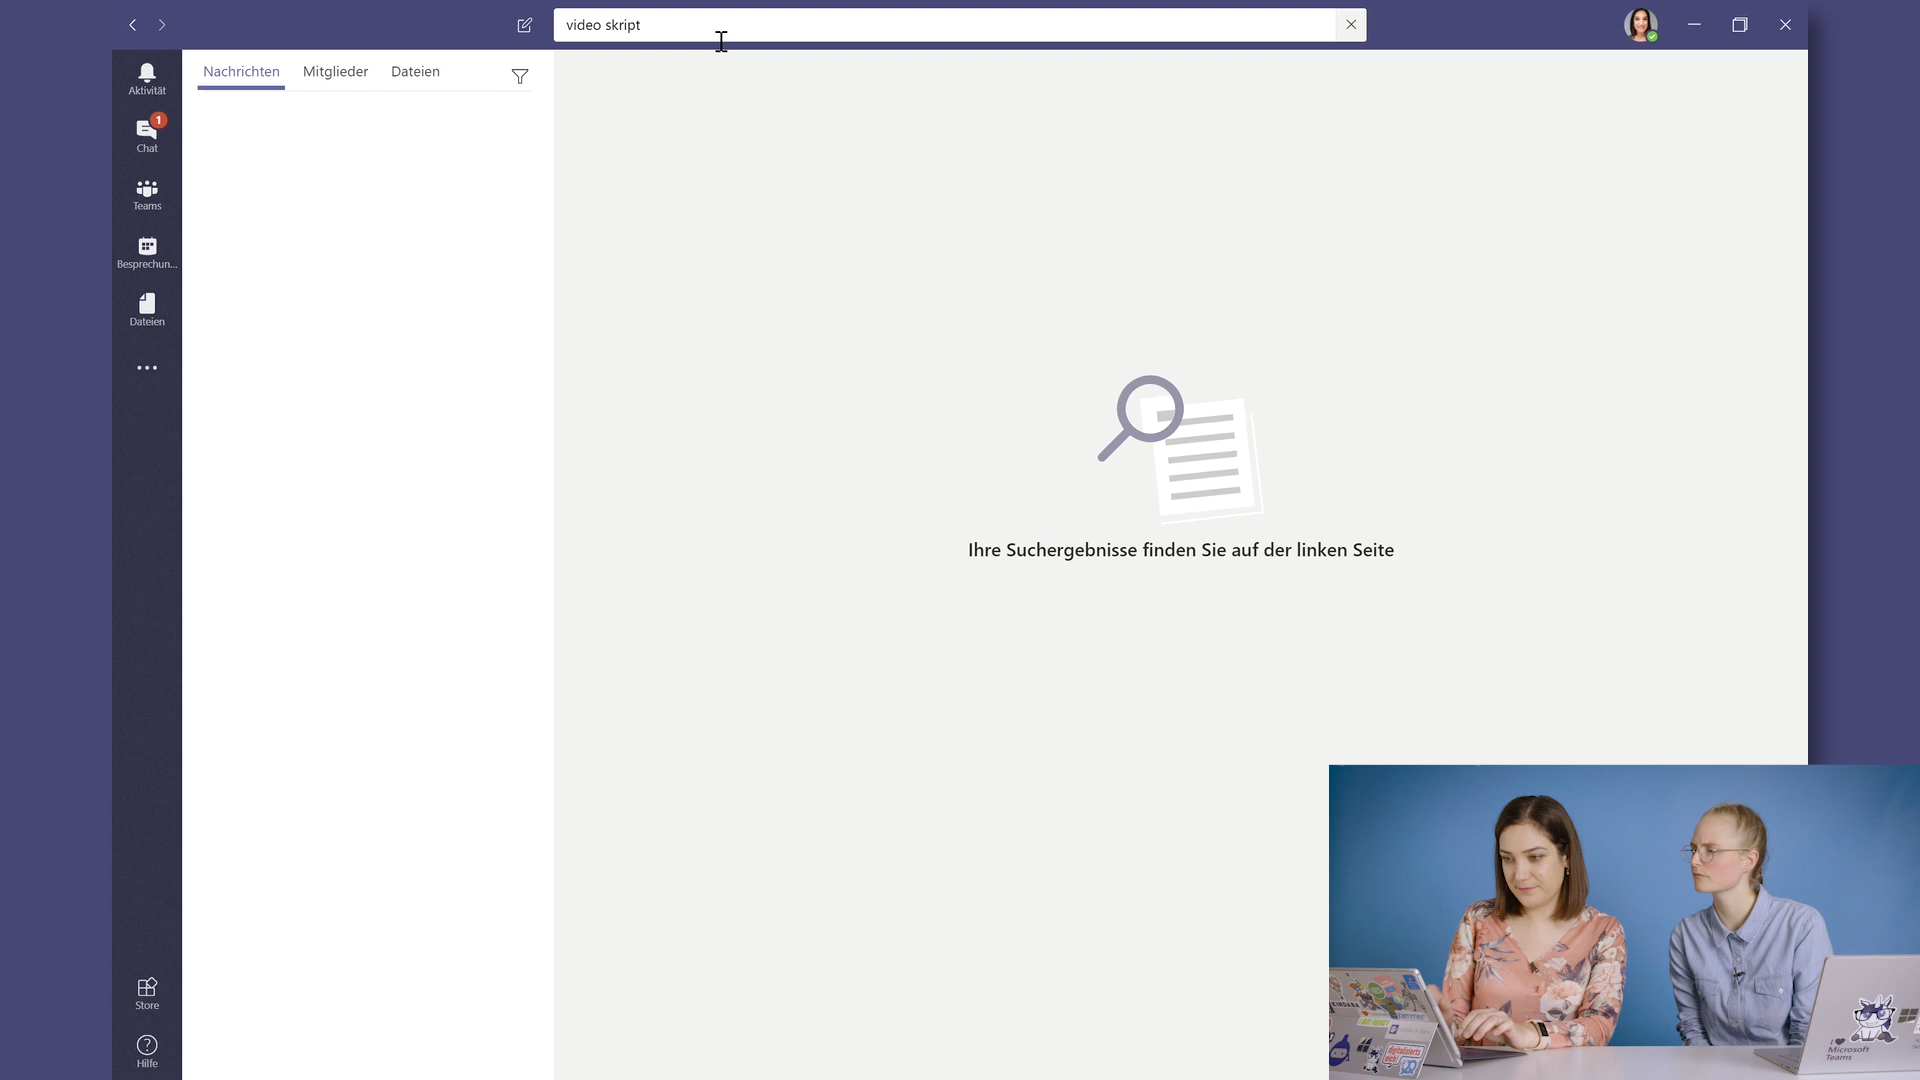 video skript
Nachrichten Mitglieder Dateien
Aktivität
1
Chat
Teams
Besprechun...
Dateien
Ihre Suchergebnisse finden Sie auf der linken Seite
Store
?
Hilfe
I
Microsoft
Teams